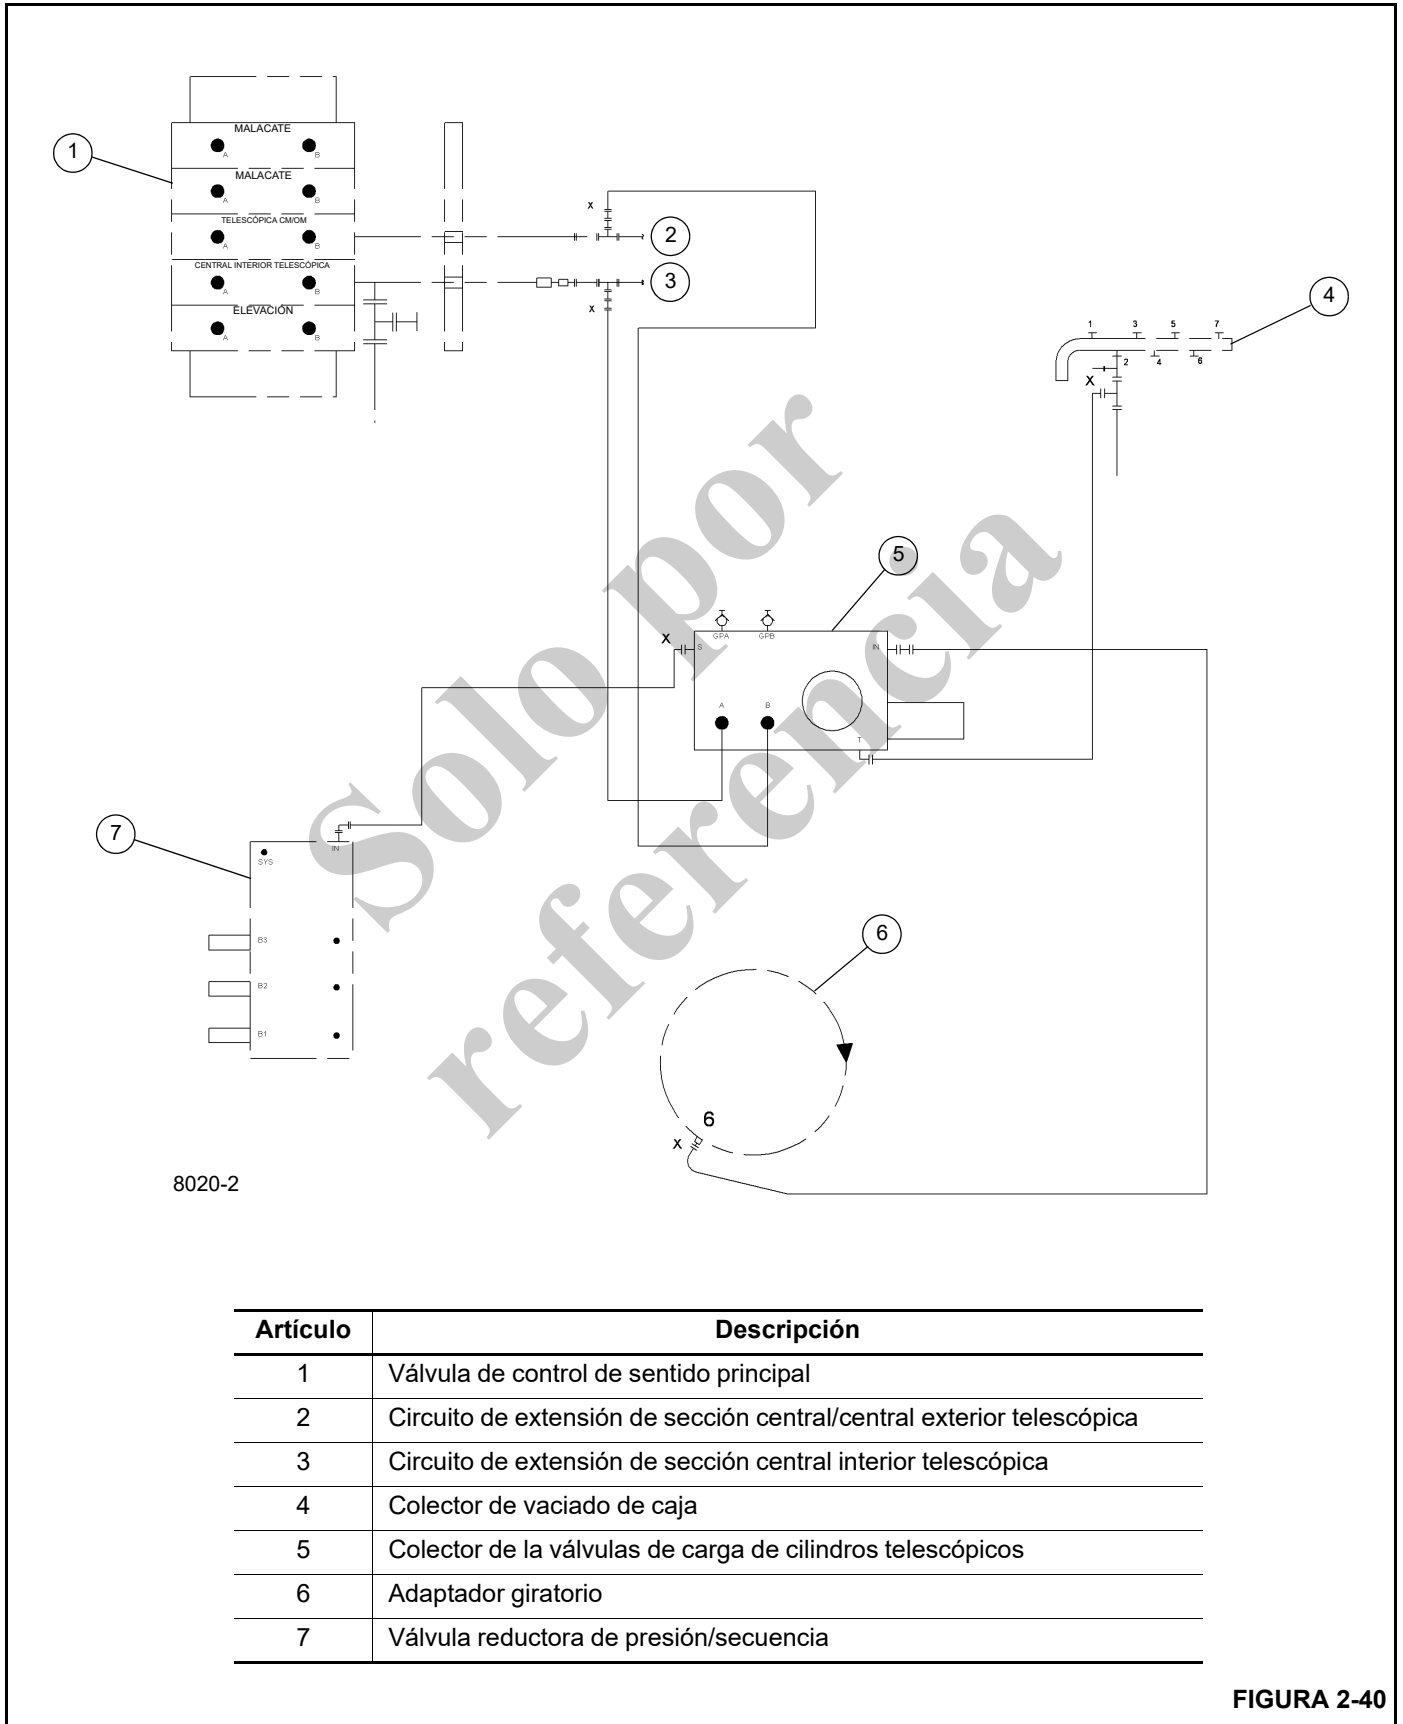 MALACATE
A B
1
MALACATE
A B
TELESCÓPICA CM/OM
A B
CENTRAL INTERIOR TELESCÓPICA
A B
ELEVACIÓN
A B
x
2
3
x
4
1 3 5 7
2 4 6
x
5
GPA GPB
x
S IN
A B
T
7
IN
SYS
B3
B2
B1
6
6
x
Solo por
referencia
8020-2
Artículo Descripción
1 Válvula de control de sentido principal
2 Circuito de extensión de sección central/central exterior telescópica
3 Circuito de extensión de sección central interior telescópica
4 Colector de vaciado de caja
5 Colector de la válvulas de carga de cilindros telescópicos
6 Adaptador giratorio
7 Válvula reductora de presión/secuencia
FIGURA 2-40